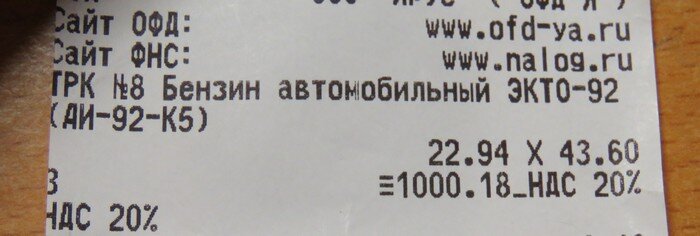 Сайт ОФД: www.ofd-ya.ru
Сайт ФНС: www.nalog.ru
ТРК №8 Бензин автомобильный ЭКТО-92
(АИ-92-К5)
22.94 X 43.60
3 ≡1000.18_НДС 20%
НДС 20%